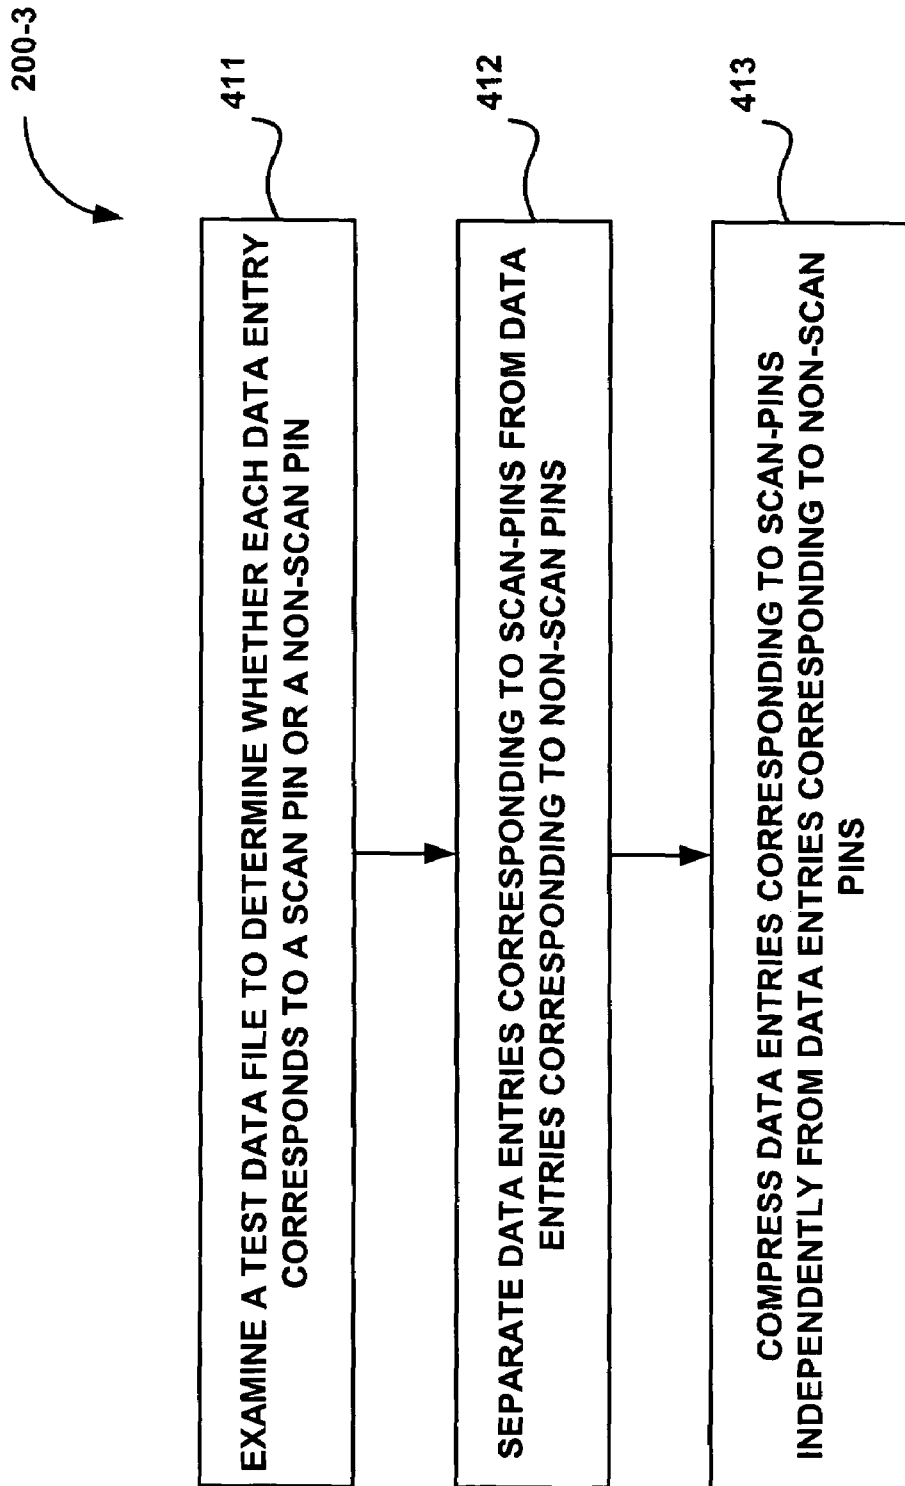 200-3
411
EXAMINE A TEST DATA FILE TO DETERMINE WHETHER EACH DATA ENTRY
CORRESPONDS TO A SCAN PIN OR A NON-SCAN PIN
412
SEPARATE DATA ENTRIES CORRESPONDING TO SCAN-PINS FROM DATA
ENTRIES CORRESPONDING TO NON-SCAN PINS
413
COMPRESS DATA ENTRIES CORRESPONDING TO SCAN-PINS
INDEPENDENTLY FROM DATA ENTRIES CORRESPONDING TO NON-SCAN
PINS